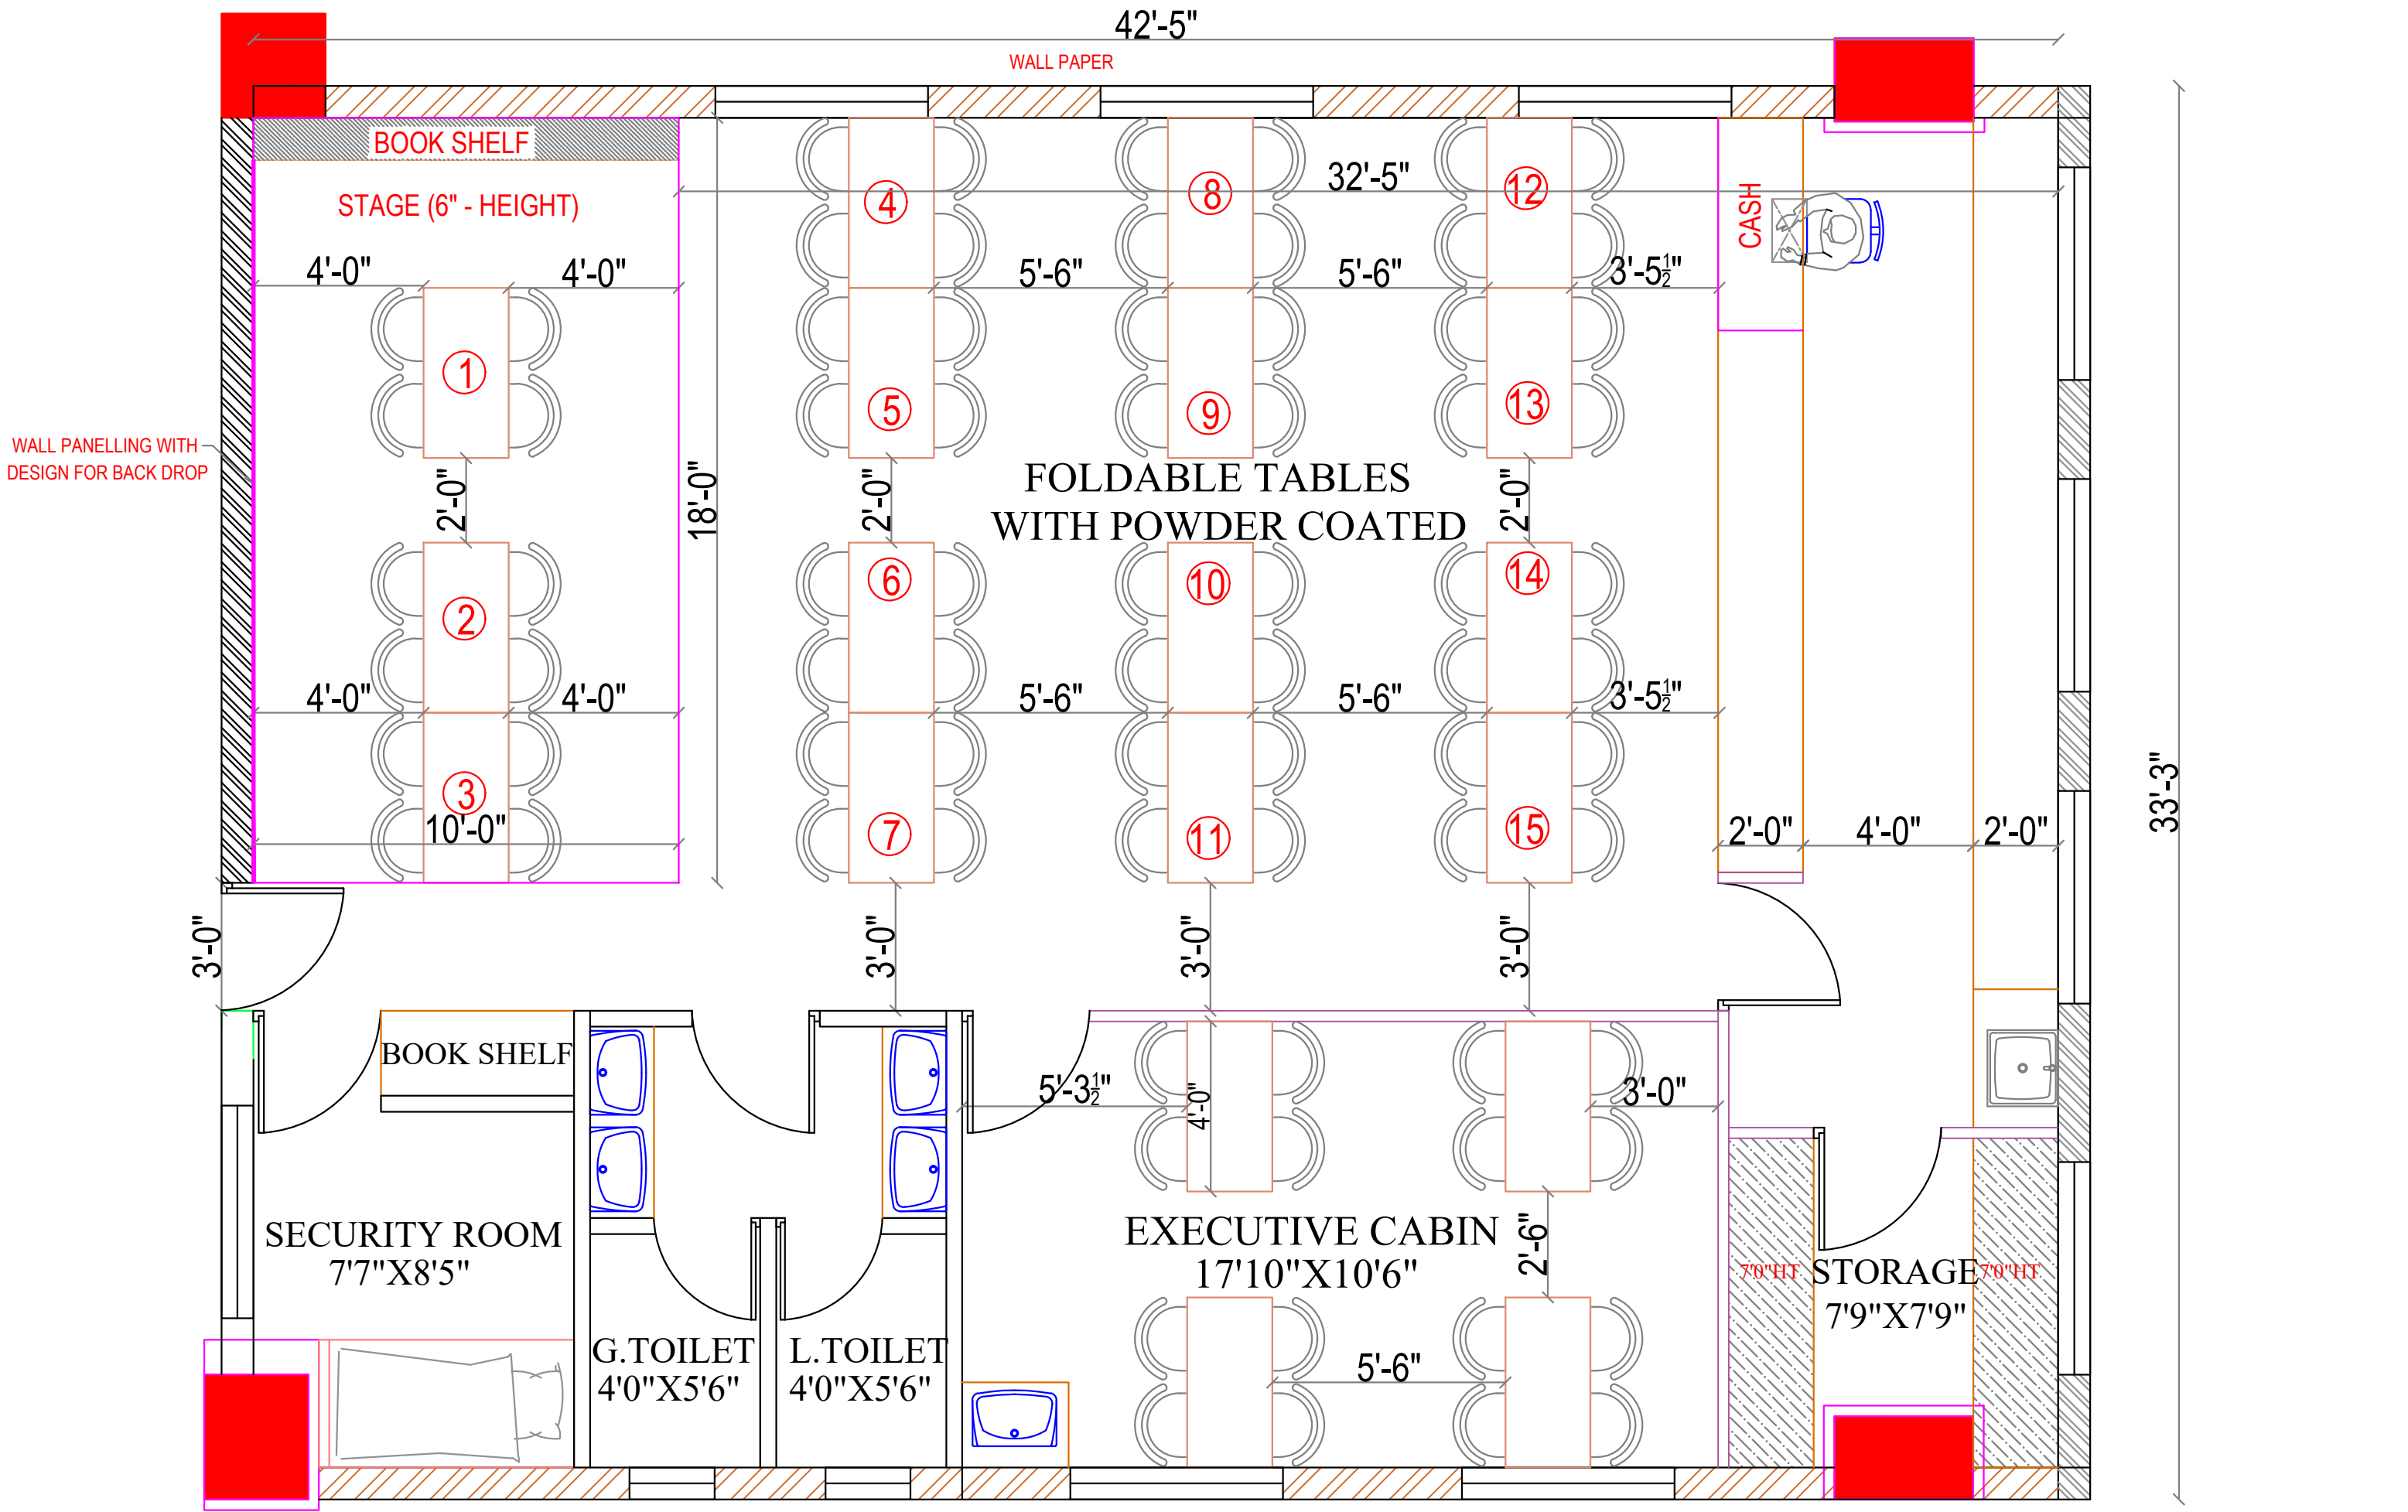 42'-5"
WALL PAPER
BOOK SHELF
STAGE (6" - HEIGHT)
32'-5"
CASH
4
8
12
4'-0"
4'-0"
5'-6"
5'-6"
3'-5½"
1
5
9
13
WALL PANELLING WITH
DESIGN FOR BACK DROP
2'-0"
18'-0"
2'-0"
FOLDABLE TABLES
WITH POWDER COATED
2'-0"
2
6
10
14
4'-0"
4'-0"
5'-6"
5'-6"
3'-5½"
33'-3"
3
10'-0"
7
11
15
2'-0"
4'-0"
2'-0"
3'-0"
3'-0"
3'-0"
3'-0"
BOOK SHELF
5'-3½"
4'-0"
3'-0"
SECURITY ROOM
7'7"X8'5"
EXECUTIVE CABIN
17'10"X10'6"
2'-6"
7'0"HT
STORAGE
7'9"X7'9"
7'0"HT
G.TOILET
4'0"X5'6"
L.TOILET
4'0"X5'6"
5'-6"